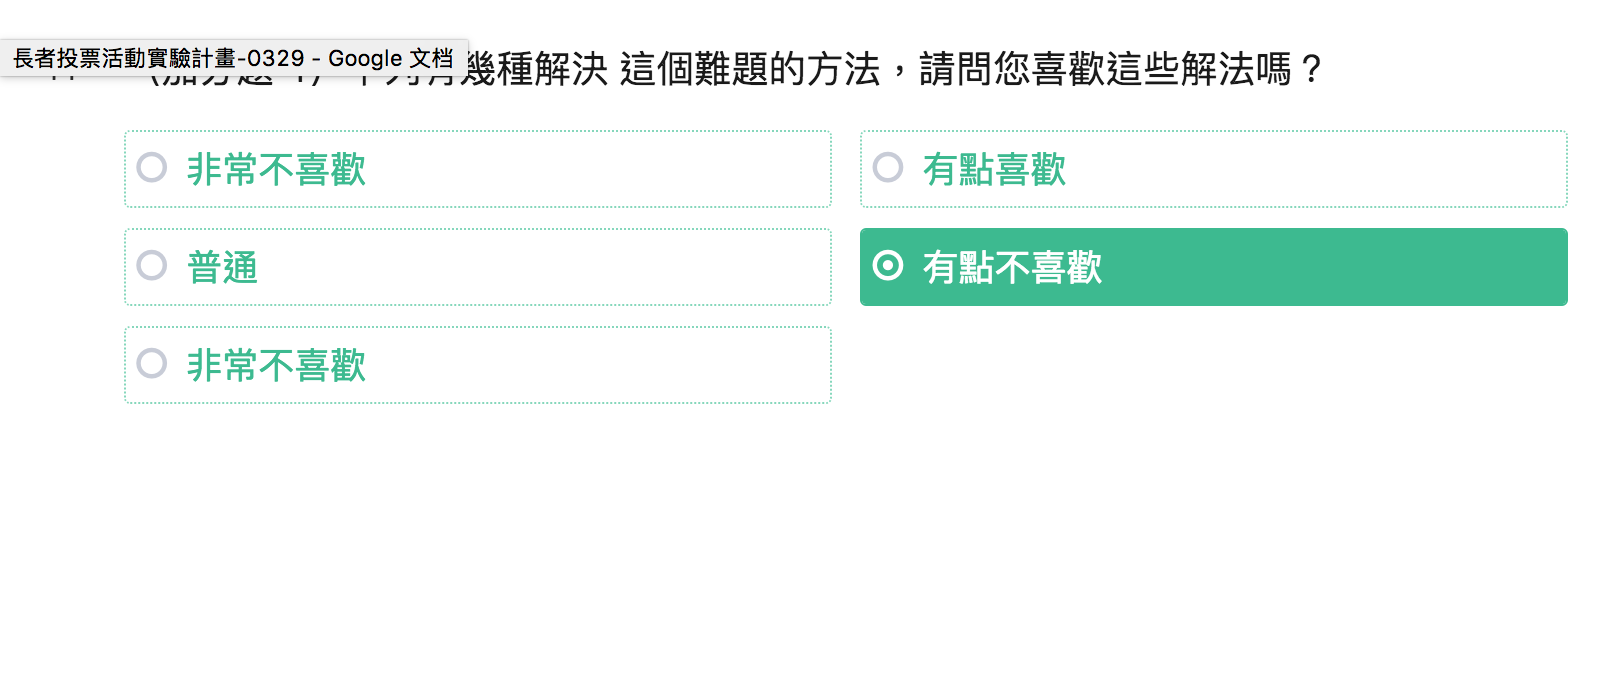 長者投票活動實驗計畫-0329 - Google 文档
幾種解決 這個難題的方法，請問您喜歡這些解法嗎？
非常不喜歡
有點喜歡
普通
有點不喜歡
非常不喜歡